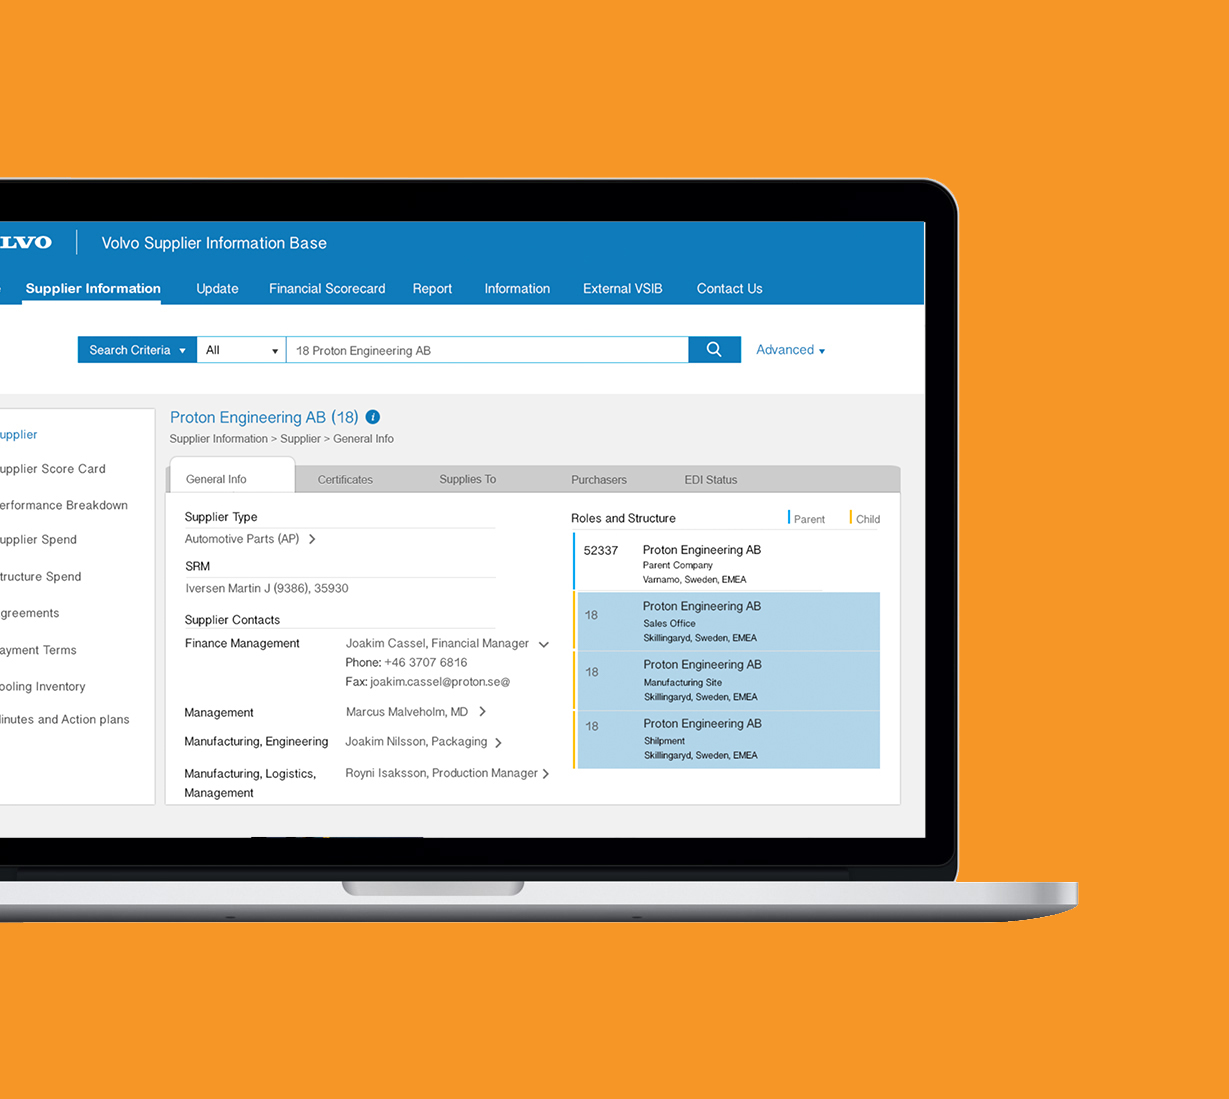 LVO
Volvo Supplier Information Base
Supplier Information
Update
Financial Scorecard
Report
Information
External VSIB
Contact Us
Search Criteria
All
18 Proton Engineering AB
Advanced
upplier
upplier Score Card
erformance Breakdown
upplier Spend
tructure Spend
greements
ayment Terms
ooling Inventory
inutes and Action plans
Proton Engineering AB (18) i
Supplier Information > Supplier > General Info
General Info
Certificates
Supplies To
Purchasers
EDI Status
Supplier Type
Automotive Parts (AP)
SRM
Iversen Martin J (9386), 35930
Supplier Contacts
Finance Management
Joakim Cassel, Financial Manager
Phone: +46 3707 6816
Fax: joakim.cassel@proton.se@
Management
Marcus Malveholm, MD
Manufacturing, Engineering
Joakim Nilsson, Packaging
Manufacturing, Logistics,
Management
Royni Isaksson, Production Manager
Roles and Structure
Parent
Child
52337
Proton Engineering AB
Parent Company
Varnamo, Sweden, EMEA
18
Proton Engineering AB
Sales Office
Skillingaryd, Sweden, EMEA
18
Proton Engineering AB
Manufacturing Site
Skillingaryd, Sweden, EMEA
18
Proton Engineering AB
Shilpment
Skillingaryd, Sweden, EMEA